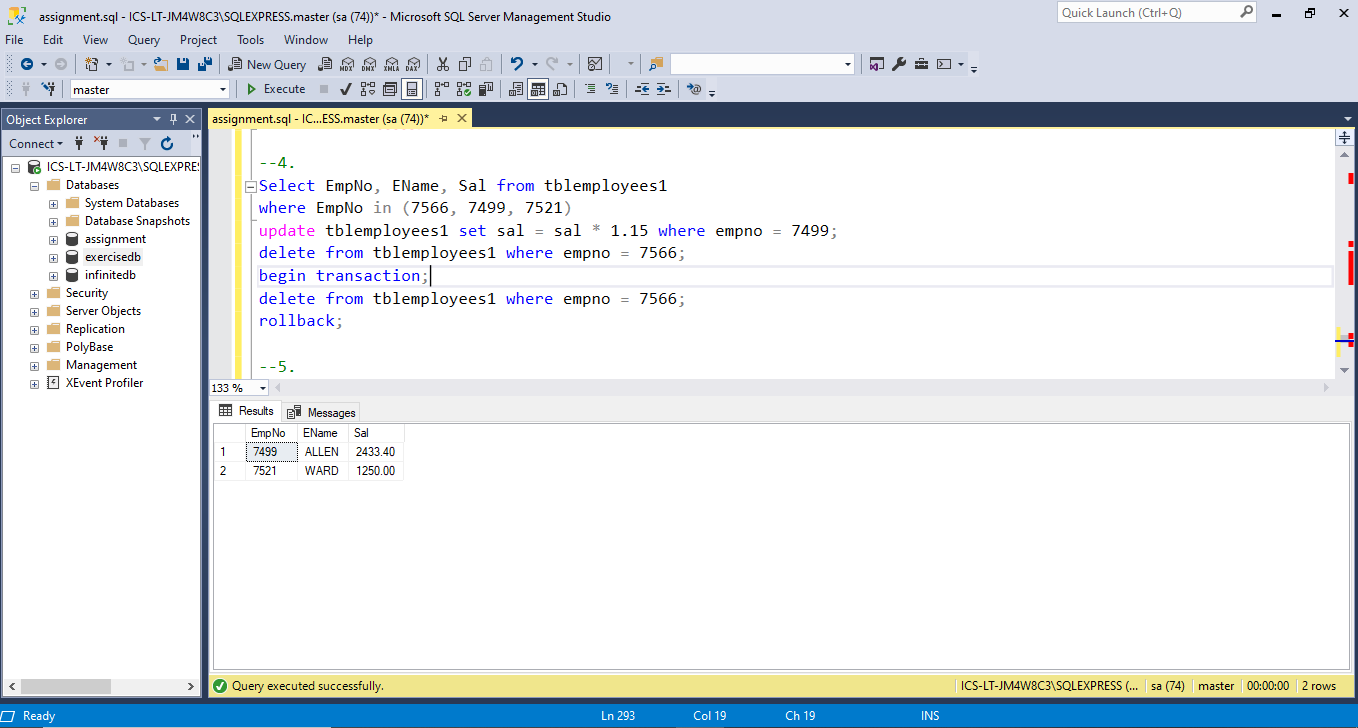 assignment.sql - ICS-LT-JM4W8C3\SQLEXPRESS.master (sa (74))* - Microsoft SQL Server Management Studio
Quick Launch (Ctrl+Q)
File Edit View Query Project Tools Window Help
New Query MDX DMX XMLA DAX
master Execute
Object Explorer
assignment.sql - IC...ESS.master (sa (74))*
Connect
ICS-LT-JM4W8C3\SQLEXPRE
Databases
System Databases
Database Snapshots
assignment
exercisedb
infinitedb
Security
Server Objects
Replication
PolyBase
Management
XEvent Profiler
--4.
Select EmpNo, EName, Sal from tblemployees1
where EmpNo in (7566, 7499, 7521)
update tblemployees1 set sal = sal * 1.15 where empno = 7499;
delete from tblemployees1 where empno = 7566;
begin transaction;
delete from tblemployees1 where empno = 7566;
rollback;
--5.
133 %
Results Messages
EmpNo EName Sal
1 7499 ALLEN 2433.40
2 7521 WARD 1250.00
Query executed successfully.
ICS-LT-JM4W8C3\SQLEXPRESS (... sa (74) master 00:00:00 2 rows
Ready Ln 293 Col 19 Ch 19 INS